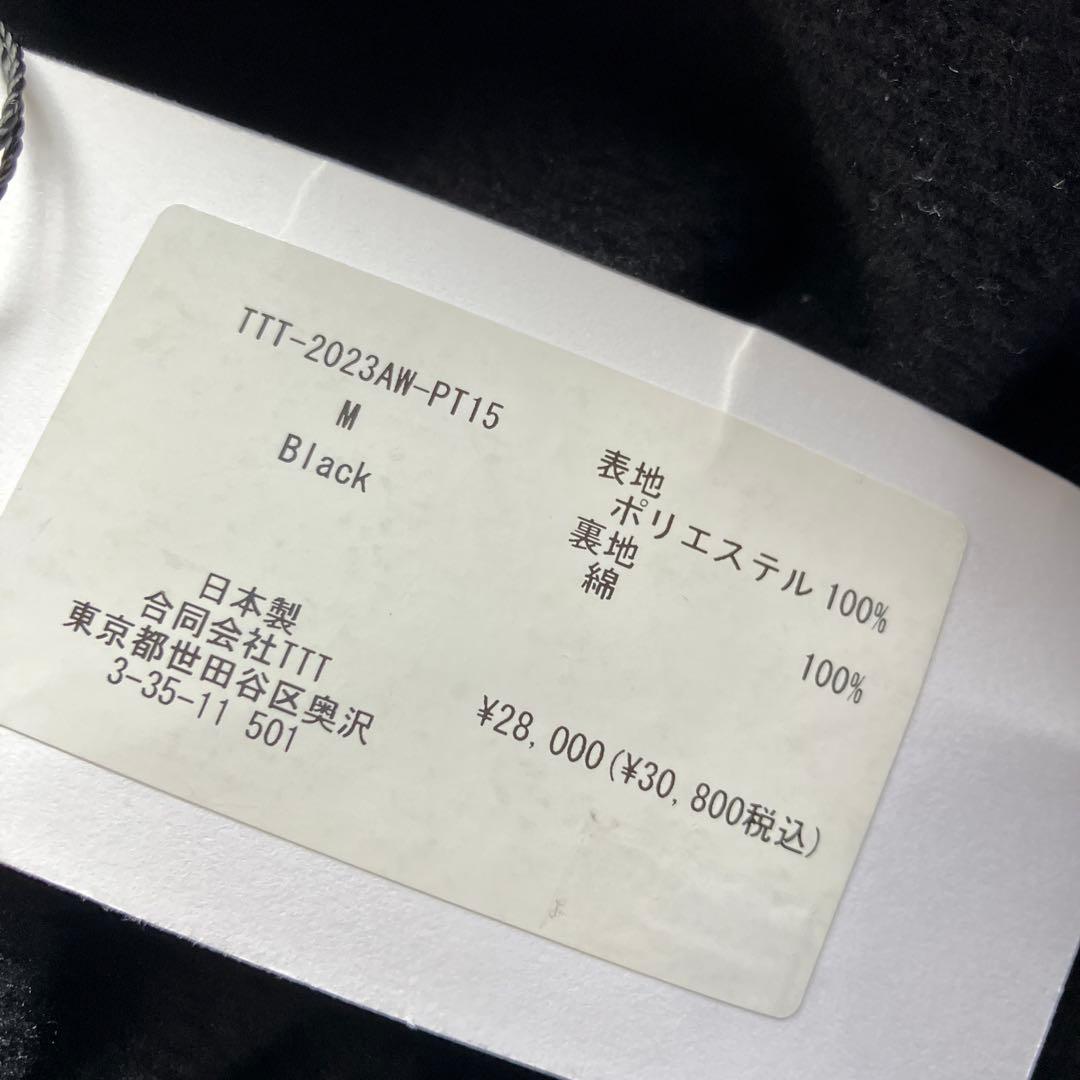 TTT-2023AW-PT15
M
Black
表地
ポリエステル 100%
裏地
綿 100%
日本製
合同会社TTT
東京都世田谷区奥沢
3-35-11 501
¥28,000(¥30,800税込)